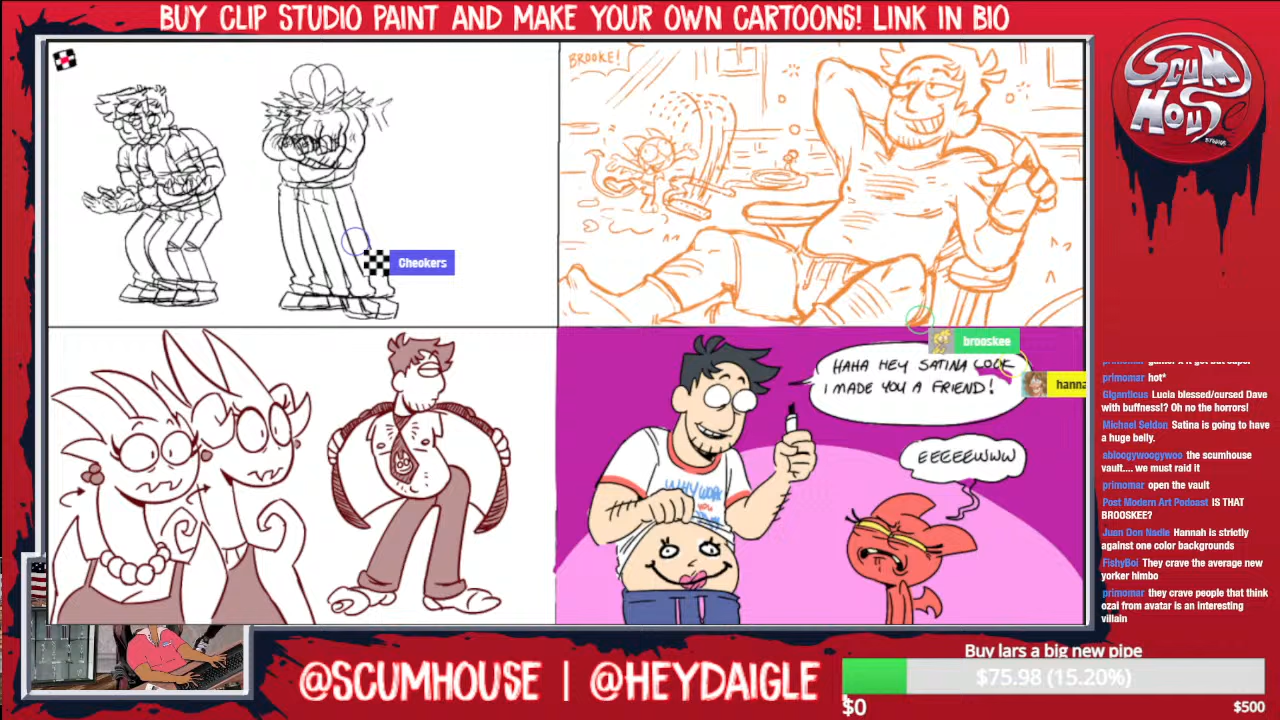 BUY CLIP STUDIO PAINT AND MAKE YOUR OWN CARTOONS! LINK IN BIO
SCUM
HOUSE
BROOKE!
Cheokers
brooskee
hanna
HAHA HEY SATINA LOOK
I MADE YOU A FRIEND!
EEEEEWWW
WHY WORK
YOU
primomar hot*
Giganticus Lucia blessed/cursed Dave
with buffness!? Oh no the horrors!
Michael Seldon Satina is going to have
a huge belly.
abloogywoogywoo the scumhouse
vault.... we must raid it
primomar open the vault
Post Modern Art Podcast IS THAT
BROOSKEE?
Juan Don Nadie Hannah is strictly
against one color backgrounds
FishyBoi They crave the average new
yorker himbo
primomar they crave people that think
ozai from avatar is an interesting
villain
@SCUMHOUSE | @HEYDAIGLE
Buy lars a big new pipe
$75.98 (15.20%)
$0
$500